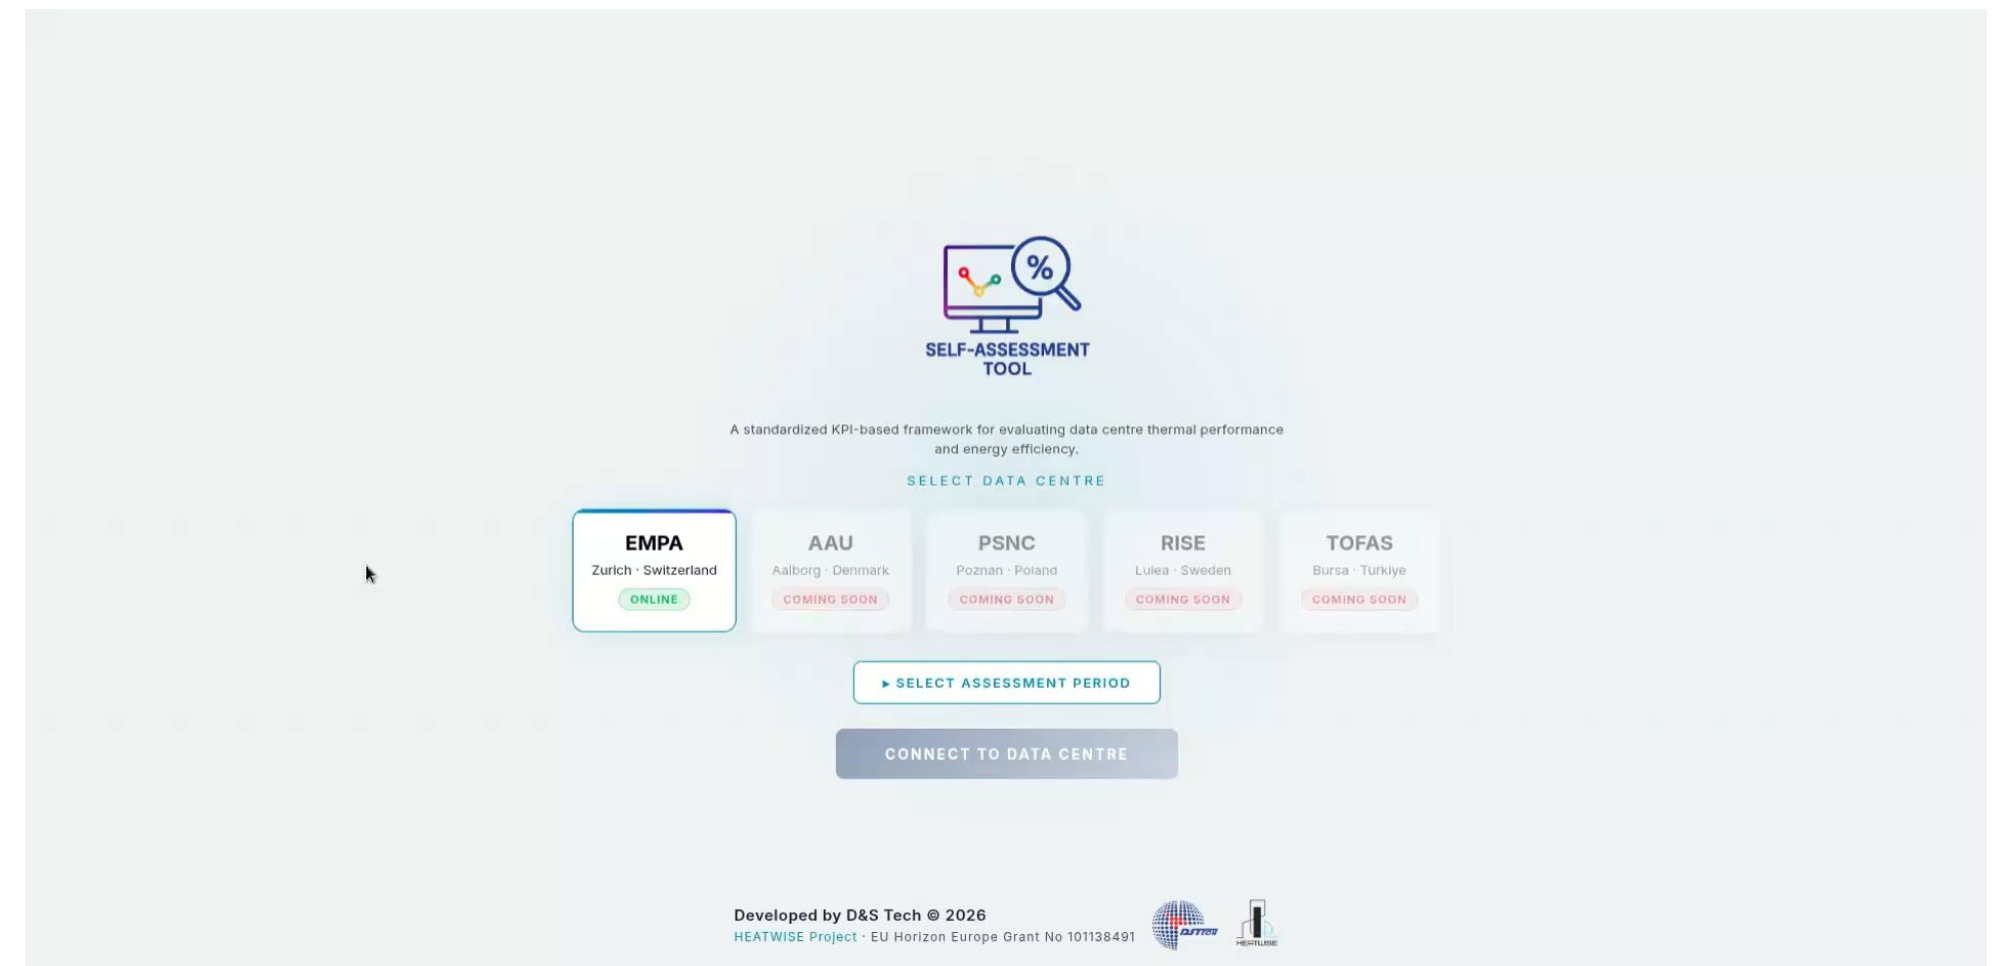 %
SELF-ASSESSMENT
TOOL
A standardized KPI-based framework for evaluating data centre thermal performance
and energy efficiency.
SELECT DATA CENTRE
EMPA
Zurich · Switzerland
ONLINE
AAU
Aalborg · Denmark
COMING SOON
PSNC
Poznan · Poland
COMING SOON
RISE
Lulea · Sweden
COMING SOON
TOFAS
Bursa · Türkiye
COMING SOON
▸ SELECT ASSESSMENT PERIOD
CONNECT TO DATA CENTRE
Developed by D&S Tech © 2026
HEATWISE Project · EU Horizon Europe Grant No 101138491
DSTECH
HEATWISE